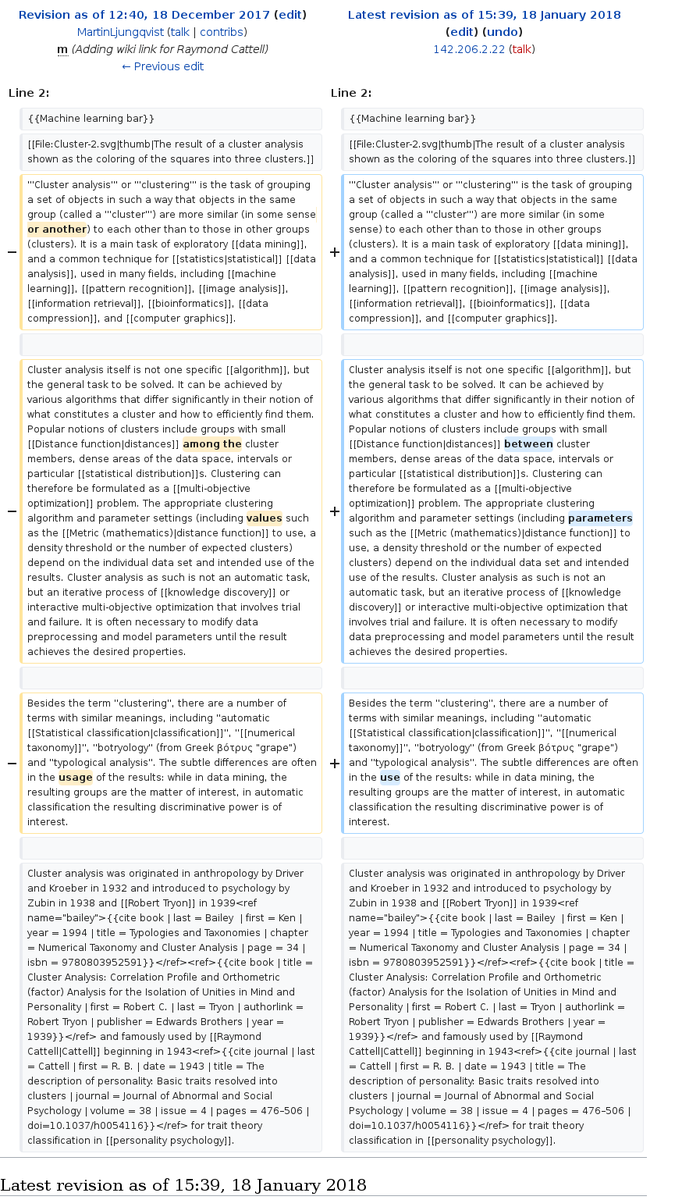 Revision as of 12:40, 18 December 2017 (edit)
MartinLjungqvist (talk | contribs)
m (Adding wiki link for Raymond Cattell)
← Previous edit
Latest revision as of 15:39, 18 January 2018
(edit) (undo)
142.206.2.22 (talk)
Line 2:
{{Machine learning bar}}
[[File:Cluster-2.svg|thumb|The result of a cluster analysis
shown as the coloring of the squares into three clusters.]]
− '''Cluster analysis''' or '''clustering''' is the task of grouping
a set of objects in such a way that objects in the same
group (called a '''cluster''') are more similar (in some sense
or another) to each other than to those in other groups
(clusters). It is a main task of exploratory [[data mining]],
and a common technique for [[statistics|statistical]] [[data
analysis]], used in many fields, including [[machine
learning]], [[pattern recognition]], [[image analysis]],
[[information retrieval]], [[bioinformatics]], [[data
compression]], and [[computer graphics]].
− Cluster analysis itself is not one specific [[algorithm]], but
the general task to be solved. It can be achieved by
various algorithms that differ significantly in their notion of
what constitutes a cluster and how to efficiently find them.
Popular notions of clusters include groups with small
[[Distance function|distances]] among the cluster
members, dense areas of the data space, intervals or
particular [[statistical distribution]]s. Clustering can
therefore be formulated as a [[multi-objective
optimization]] problem. The appropriate clustering
algorithm and parameter settings (including values such
as the [[Metric (mathematics)|distance function]] to use, a
density threshold or the number of expected clusters)
depend on the individual data set and intended use of the
results. Cluster analysis as such is not an automatic task,
but an iterative process of [[knowledge discovery]] or
interactive multi-objective optimization that involves trial
and failure. It is often necessary to modify data
preprocessing and model parameters until the result
achieves the desired properties.
− Besides the term ''clustering'', there are a number of
terms with similar meanings, including ''automatic
[[Statistical classification|classification]]'', ''[[numerical
taxonomy]]'', ''botryology'' (from Greek βότρυς "grape")
and ''typological analysis''. The subtle differences are often
in the usage of the results: while in data mining, the
resulting groups are the matter of interest, in automatic
classification the resulting discriminative power is of
interest.
Cluster analysis was originated in anthropology by Driver
and Kroeber in 1932 and introduced to psychology by
Zubin in 1938 and [[Robert Tryon]] in 1939<ref
name="bailey">{{cite book | last = Bailey | first = Ken |
year = 1994 | title = Typologies and Taxonomies | chapter
= Numerical Taxonomy and Cluster Analysis | page = 34 |
isbn = 9780803952591}}</ref><ref>{{cite book | title =
Cluster Analysis: Correlation Profile and Orthometric
(factor) Analysis for the Isolation of Unities in Mind and
Personality | first = Robert C. | last = Tryon | authorlink =
Robert Tryon | publisher = Edwards Brothers | year =
1939}}</ref> and famously used by [[Raymond
Cattell|Cattell]] beginning in 1943<ref>{{cite journal | last
= Cattell | first = R. B. | date = 1943 | title = The
description of personality: Basic traits resolved into
clusters | journal = Journal of Abnormal and Social
Psychology | volume = 38 | issue = 4 | pages = 476–506 |
doi=10.1037/h0054116}}</ref> for trait theory
classification in [[personality psychology]].
Line 2:
{{Machine learning bar}}
[[File:Cluster-2.svg|thumb|The result of a cluster analysis
shown as the coloring of the squares into three clusters.]]
+ '''Cluster analysis''' or '''clustering''' is the task of grouping
a set of objects in such a way that objects in the same
group (called a '''cluster''') are more similar (in some
sense) to each other than to those in other groups
(clusters). It is a main task of exploratory [[data mining]],
and a common technique for [[statistics|statistical]] [[data
analysis]], used in many fields, including [[machine
learning]], [[pattern recognition]], [[image analysis]],
[[information retrieval]], [[bioinformatics]], [[data
compression]], and [[computer graphics]].
+ Cluster analysis itself is not one specific [[algorithm]], but
the general task to be solved. It can be achieved by
various algorithms that differ significantly in their notion of
what constitutes a cluster and how to efficiently find them.
Popular notions of clusters include groups with small
[[Distance function|distances]] between cluster
members, dense areas of the data space, intervals or
particular [[statistical distribution]]s. Clustering can
therefore be formulated as a [[multi-objective
optimization]] problem. The appropriate clustering
algorithm and parameter settings (including parameters
such as the [[Metric (mathematics)|distance function]] to
use, a density threshold or the number of expected
clusters) depend on the individual data set and intended
use of the results. Cluster analysis as such is not an
automatic task, but an iterative process of [[knowledge
discovery]] or interactive multi-objective optimization that
involves trial and failure. It is often necessary to modify
data preprocessing and model parameters until the result
achieves the desired properties.
+ Besides the term ''clustering'', there are a number of
terms with similar meanings, including ''automatic
[[Statistical classification|classification]]'', ''[[numerical
taxonomy]]'', ''botryology'' (from Greek βότρυς "grape")
and ''typological analysis''. The subtle differences are often
in the use of the results: while in data mining, the
resulting groups are the matter of interest, in automatic
classification the resulting discriminative power is of
interest.
Cluster analysis was originated in anthropology by Driver
and Kroeber in 1932 and introduced to psychology by
Zubin in 1938 and [[Robert Tryon]] in 1939<ref
name="bailey">{{cite book | last = Bailey | first = Ken |
year = 1994 | title = Typologies and Taxonomies | chapter
= Numerical Taxonomy and Cluster Analysis | page = 34 |
isbn = 9780803952591}}</ref><ref>{{cite book | title =
Cluster Analysis: Correlation Profile and Orthometric
(factor) Analysis for the Isolation of Unities in Mind and
Personality | first = Robert C. | last = Tryon | authorlink =
Robert Tryon | publisher = Edwards Brothers | year =
1939}}</ref> and famously used by [[Raymond
Cattell|Cattell]] beginning in 1943<ref>{{cite journal | last
= Cattell | first = R. B. | date = 1943 | title = The
description of personality: Basic traits resolved into
clusters | journal = Journal of Abnormal and Social
Psychology | volume = 38 | issue = 4 | pages = 476–506 |
doi=10.1037/h0054116}}</ref> for trait theory
classification in [[personality psychology]].
Latest revision as of 15:39, 18 January 2018